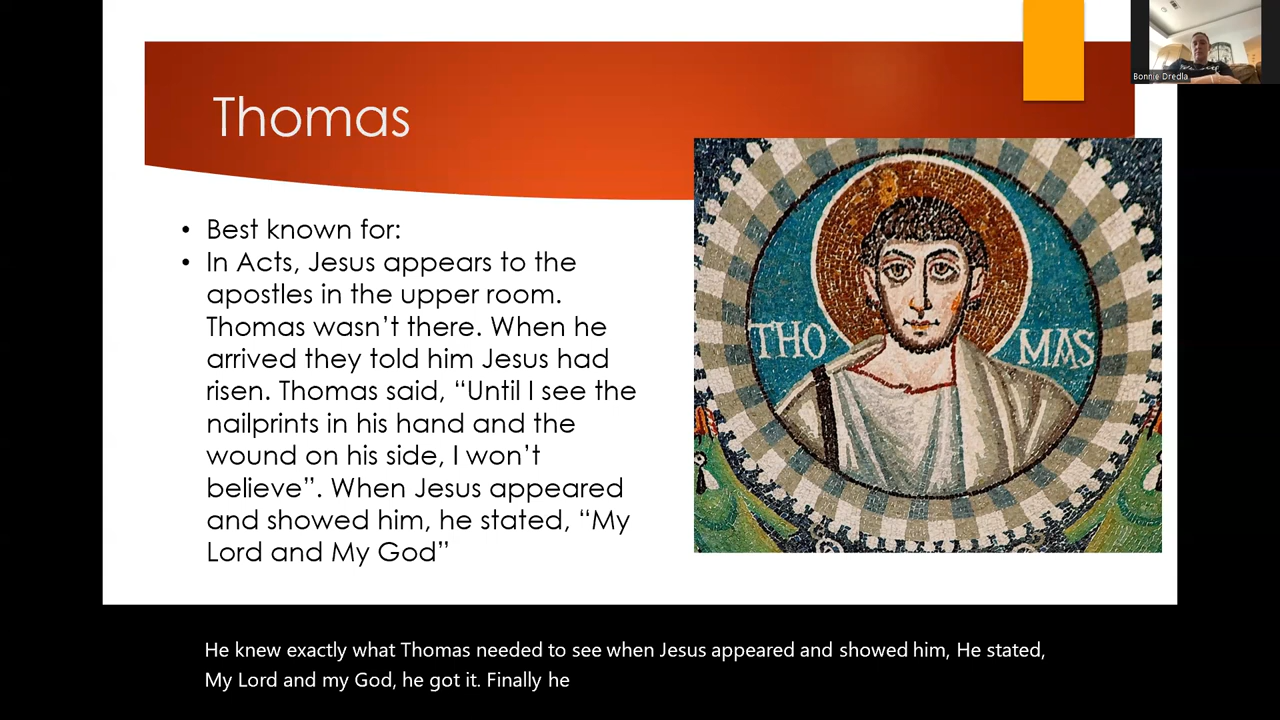 Thomas
Bonnie Dredla
• Best known for:
• In Acts, Jesus appears to the
apostles in the upper room.
Thomas wasn’t there. When he
arrived they told him Jesus had
risen. Thomas said, “Until I see the
nailprints in his hand and the
wound on his side, I won’t
believe”. When Jesus appeared
and showed him, he stated, “My
Lord and My God”
THO MAS
He knew exactly what Thomas needed to see when Jesus appeared and showed him, He stated,
My Lord and my God, he got it. Finally he